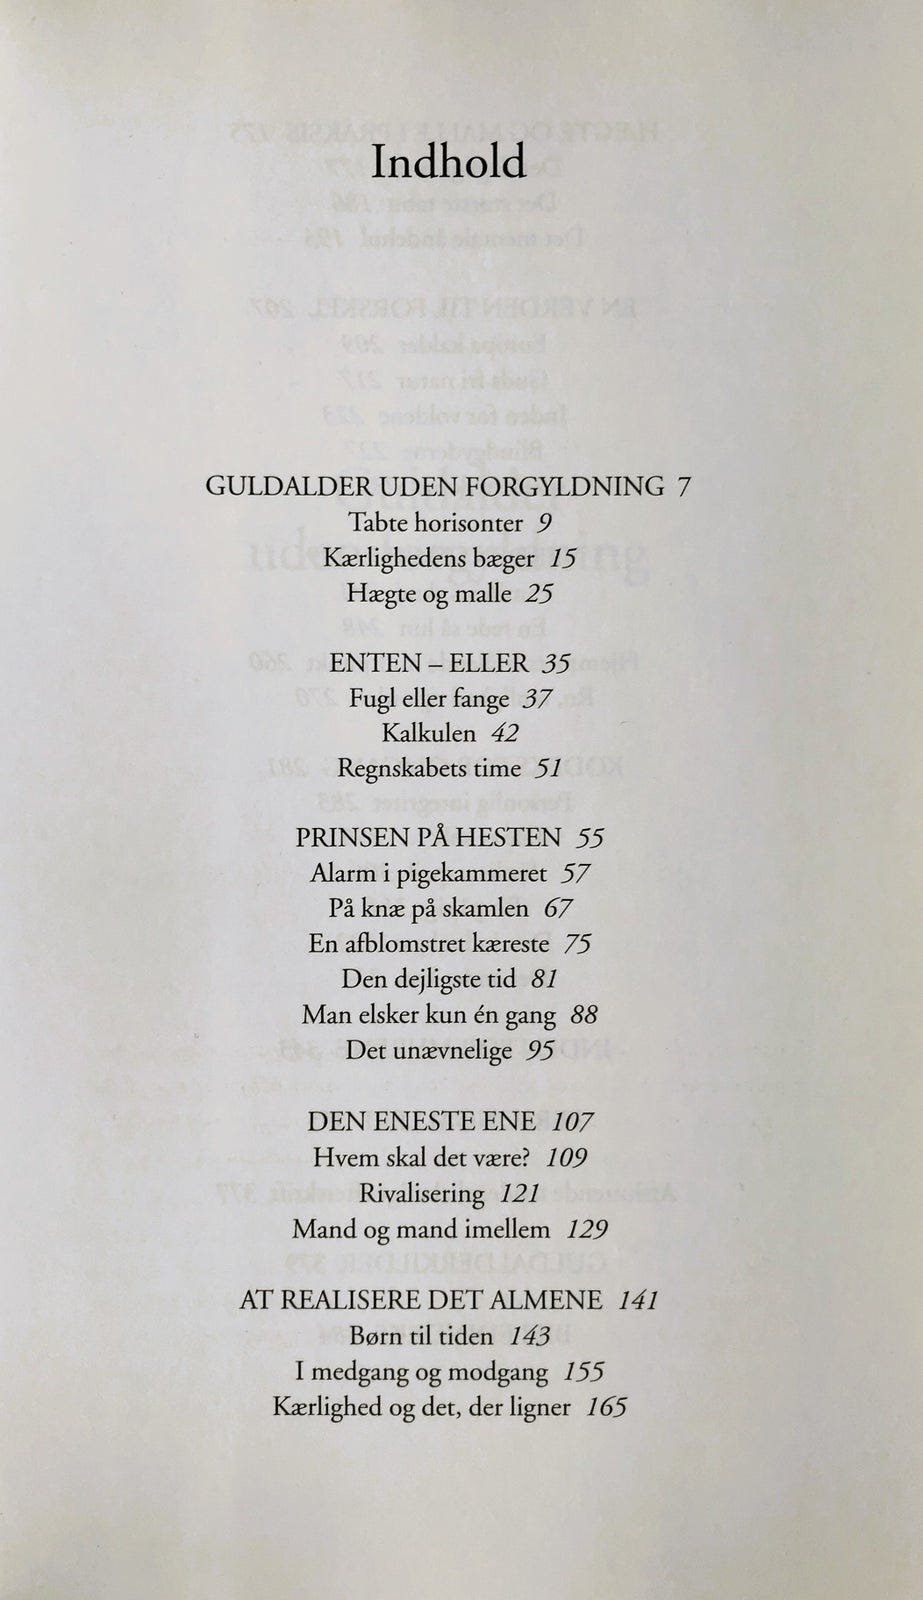 Indhold
GULDALDER UDEN FORGYLDNING 7
Tabte horisonter 9
Kærlighedens bæger 15
Hægte og malle 25
ENTEN – ELLER 35
Fugl eller fange 37
Kalkulen 42
Regnskabets time 51
PRINSEN PÅ HESTEN 55
Alarm i pigekammeret 57
På knæ på skamlen 67
En afblomstret kæreste 75
Den dejligste tid 81
Man elsker kun én gang 88
Det unævnelige 95
DEN ENESTE ENE 107
Hvem skal det være? 109
Rivalisering 121
Mand og mand imellem 129
AT REALISERE DET ALMENE 141
Børn til tiden 143
I medgang og modgang 155
Kærlighed og det, der ligner 165